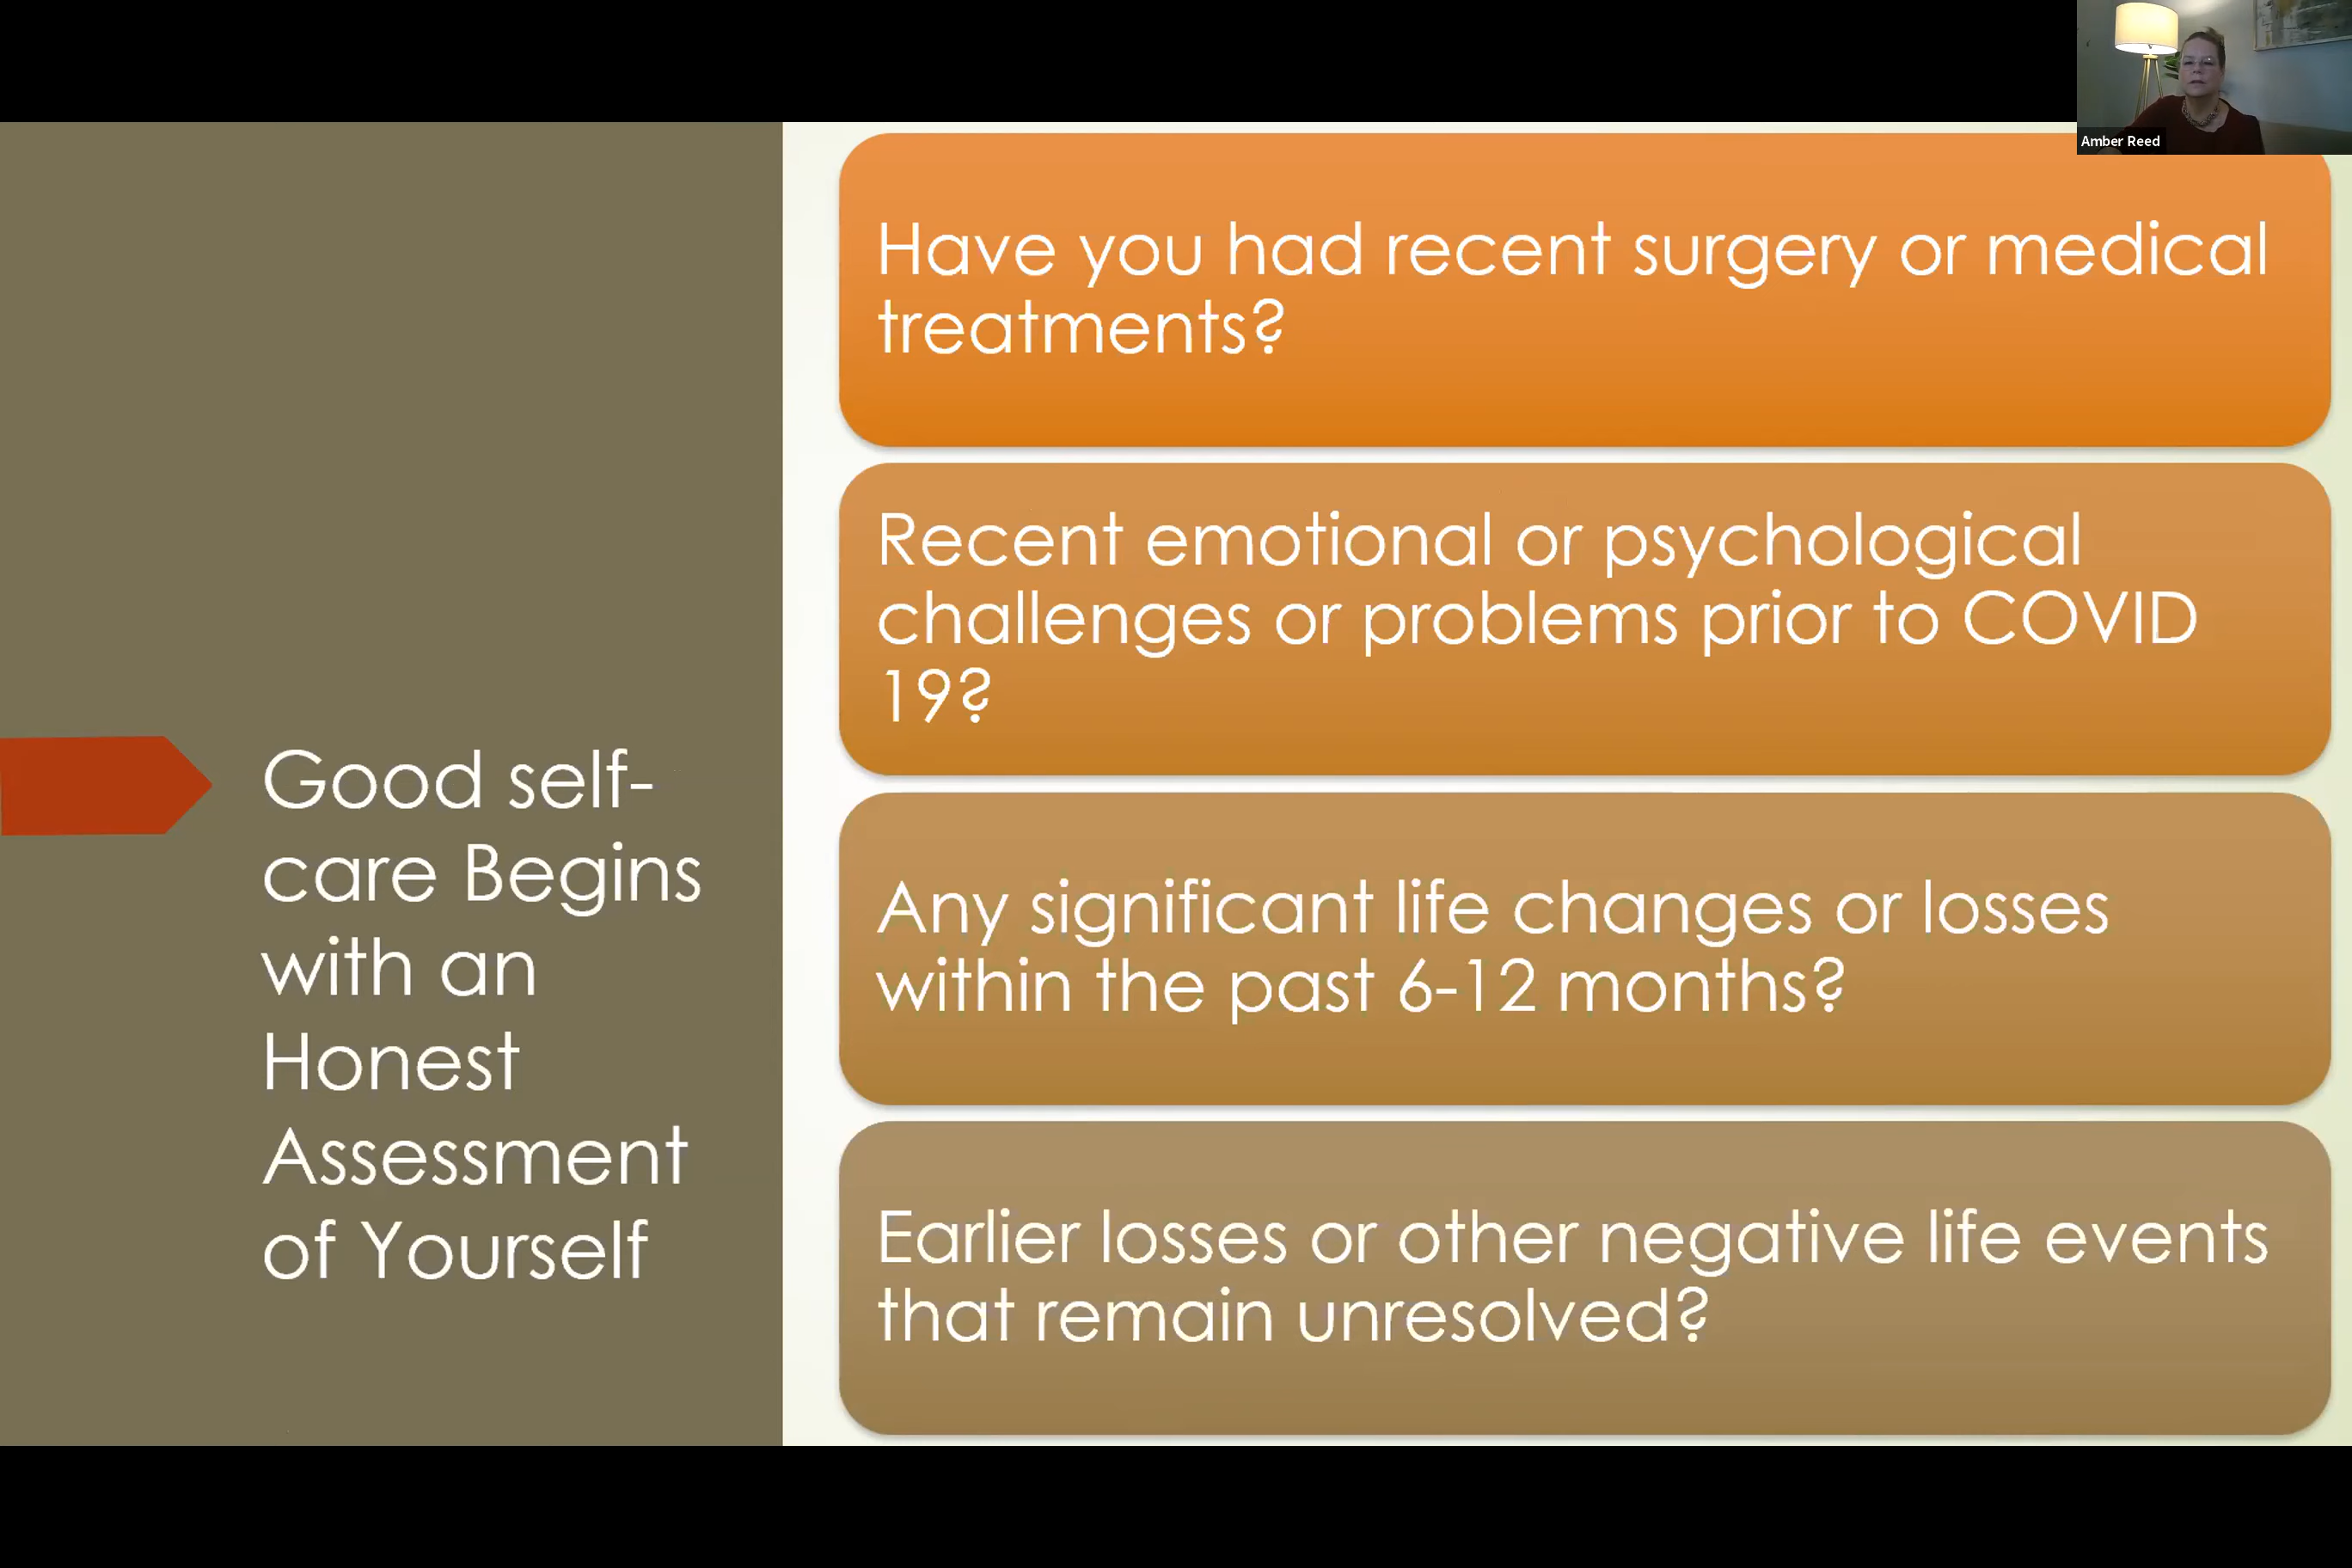 Good self-
care Begins
with an
Honest
Assessment
of Yourself
Have you had recent surgery or medical
treatments?
Recent emotional or psychological
challenges or problems prior to COVID
19?
Any significant life changes or losses
within the past 6-12 months?
Earlier losses or other negative life events
that remain unresolved?
Amber Reed